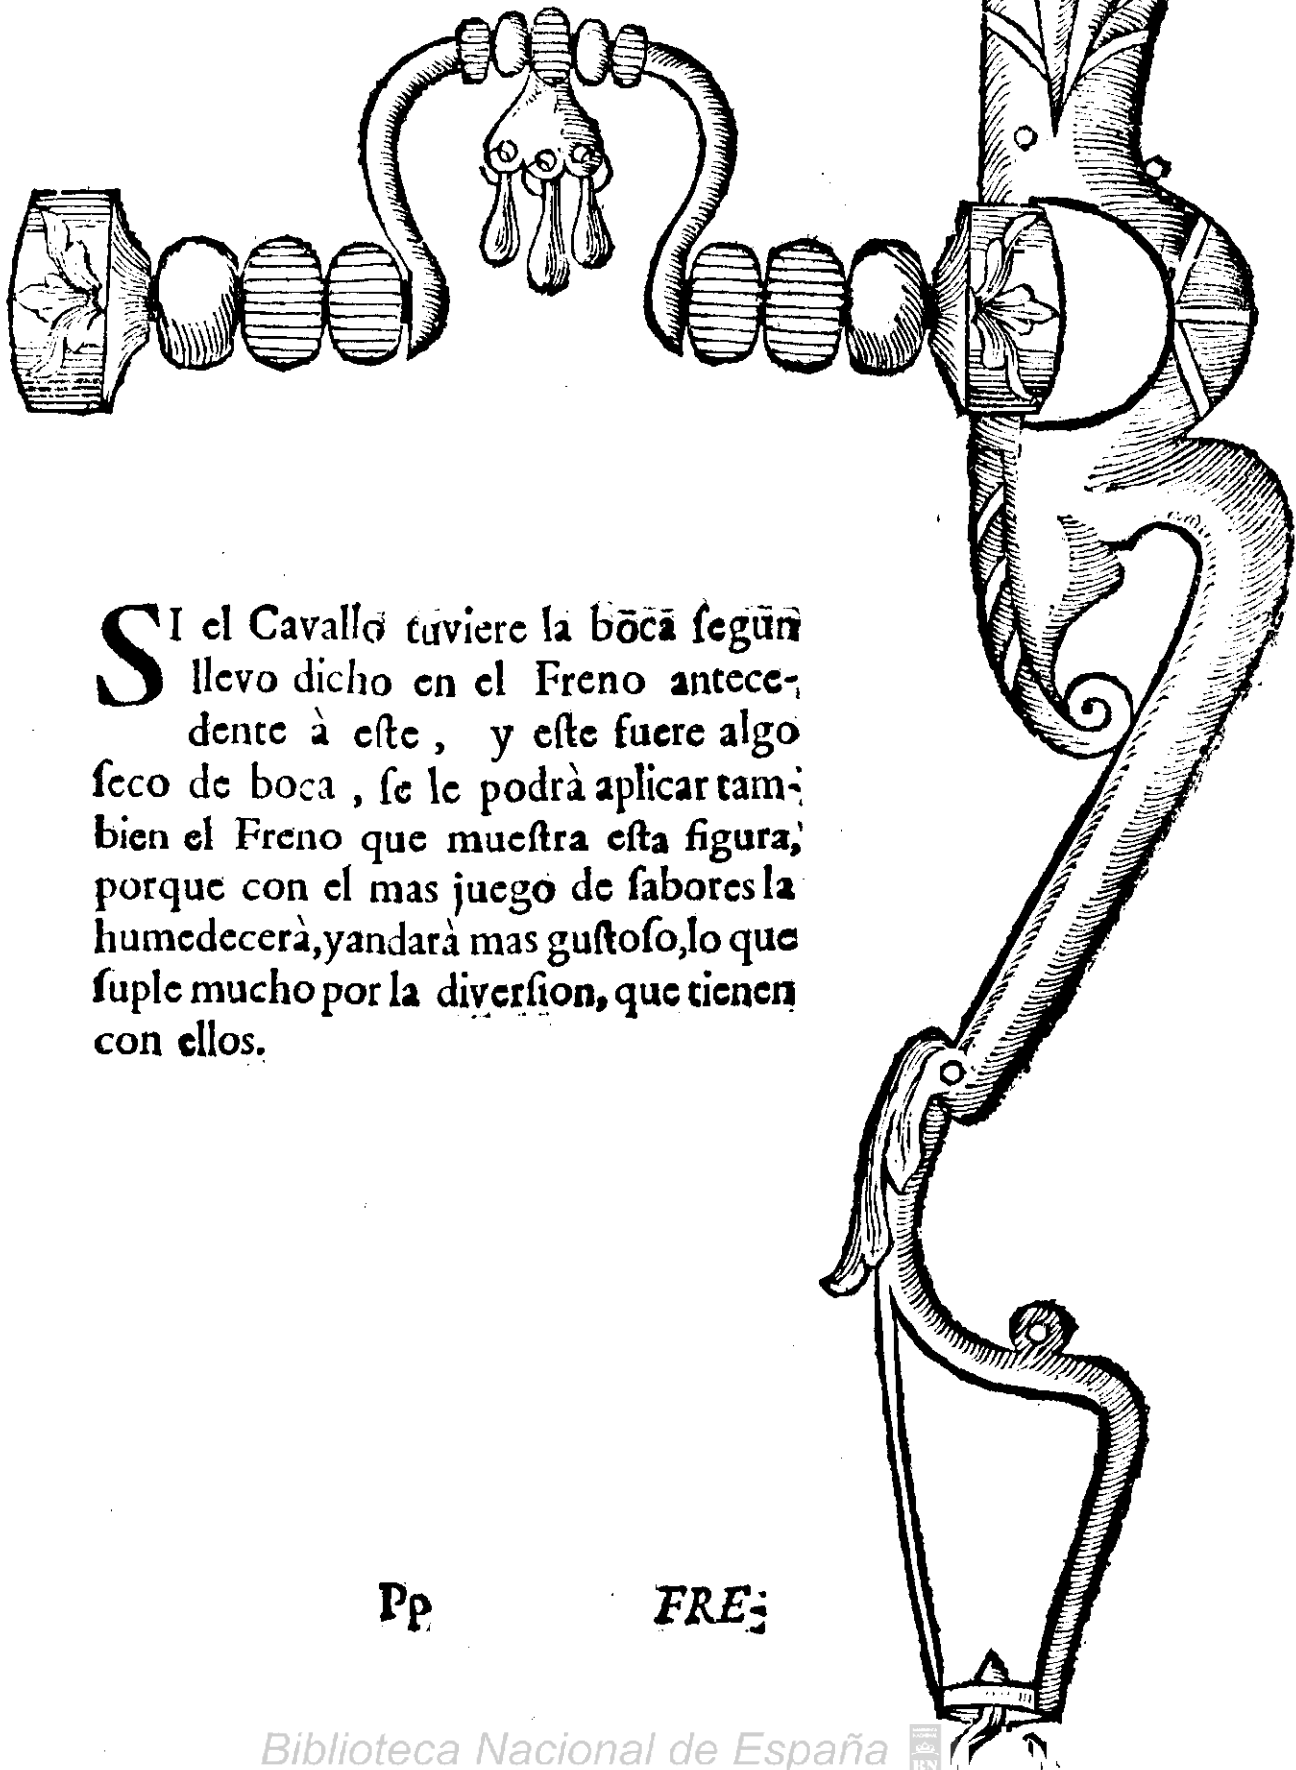 SI el Cavallo tuviere la boca ſegun
llevo dicho en el Freno antece-
dente à eſte , y eſte fuere algo
ſeco de boca , ſe le podrà aplicar tam-
bien el Freno que mueſtra eſta figura,
porque con el mas juego de ſabores la
humedecerà,y andarà mas guſtoſo,lo que
ſuple mucho por la diverſion, que tienen
con ellos.
Pp FRE-
Biblioteca Nacional de España